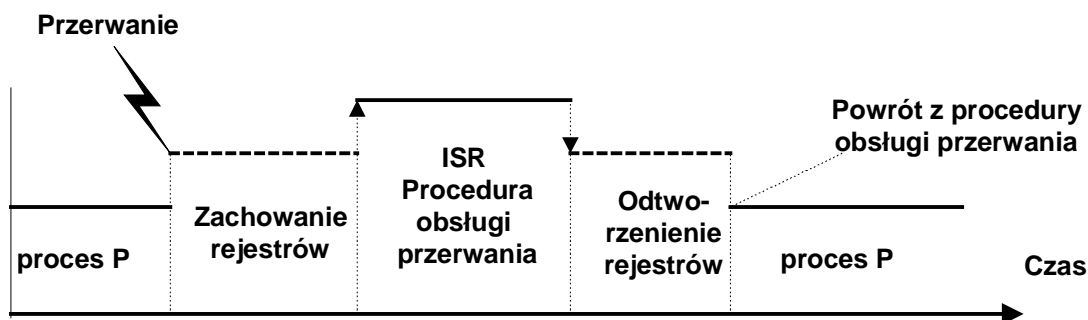 Przerwanie
Powrót z procedury
obsługi przerwania
ISR
Procedura
obsługi
przerwania
Zachowanie
rejestrów
Odtwo-
rzenienie
rejestrów
proces P
proces P
Czas